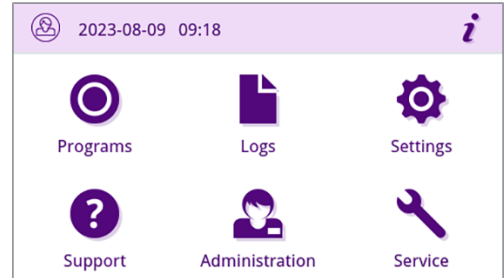 2023-08-09 09:18 i
Programs Logs Settings
? 
Support Administration Service